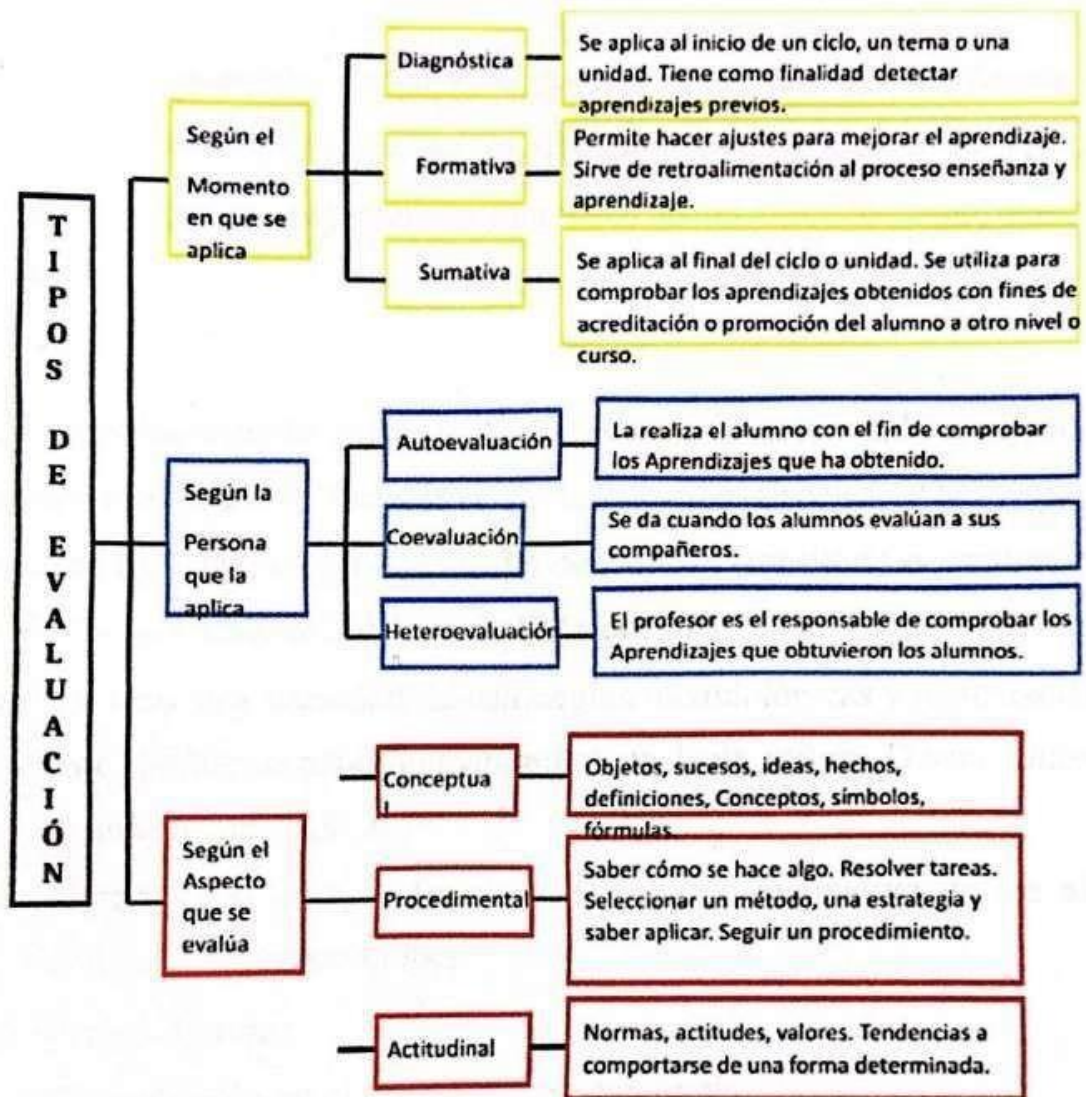 TIPOS DE EVALUACIÓN
Según el
Momento
en que se
aplica
Diagnóstica
Se aplica al inicio de un ciclo, un tema o una
unidad. Tiene como finalidad detectar
aprendizajes previos.
Formativa
Permite hacer ajustes para mejorar el aprendizaje.
Sirve de retroalimentación al proceso enseñanza y
aprendizaje.
Sumativa
Se aplica al final del ciclo o unidad. Se utiliza para
comprobar los aprendizajes obtenidos con fines de
acreditación o promoción del alumno a otro nivel o
curso.
Según la
Persona
que la
aplica
Autoevaluación
La realiza el alumno con el fin de comprobar
los Aprendizajes que ha obtenido.
Coevaluación
Se da cuando los alumnos evalúan a sus
compañeros.
Heteroevaluación
El profesor es el responsable de comprobar los
Aprendizajes que obtuvieron los alumnos.
Según el
Aspecto
que se
evalúa
Conceptua
l
Objetos, sucesos, ideas, hechos,
definiciones, Conceptos, símbolos,
fórmulas.
Procedimental
Saber cómo se hace algo. Resolver tareas.
Seleccionar un método, una estrategia y
saber aplicar. Seguir un procedimiento.
Actitudinal
Normas, actitudes, valores. Tendencias a
comportarse de una forma determinada.